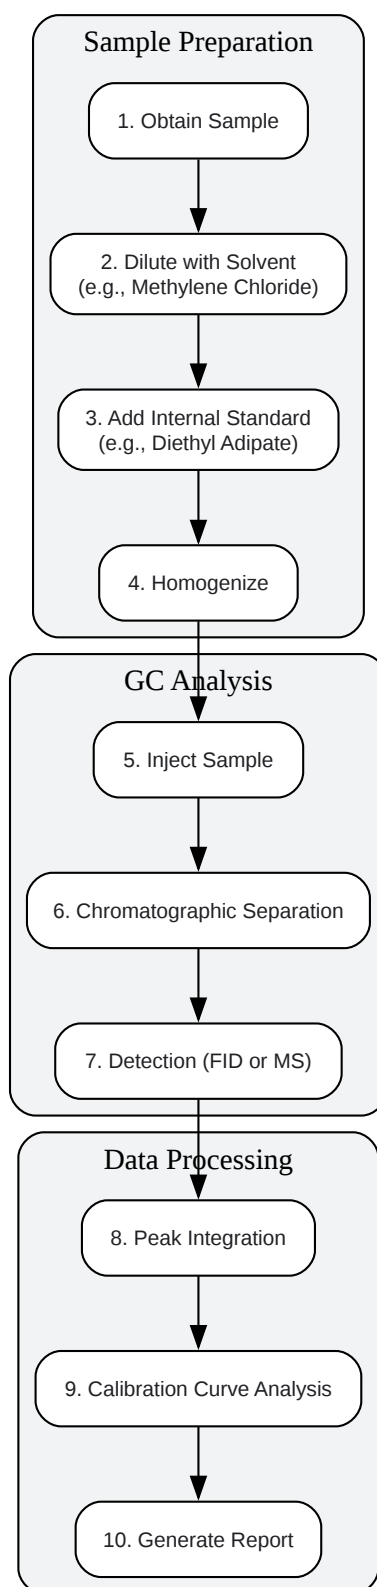 Sample Preparation
1. Obtain Sample
2. Dilute with Solvent
(e.g., Methylene Chloride)
3. Add Internal Standard
(e.g., Diethyl Adipate)
4. Homogenize
GC Analysis
5. Inject Sample
6. Chromatographic Separation
7. Detection (FID or MS)
Data Processing
8. Peak Integration
9. Calibration Curve Analysis
10. Generate Report